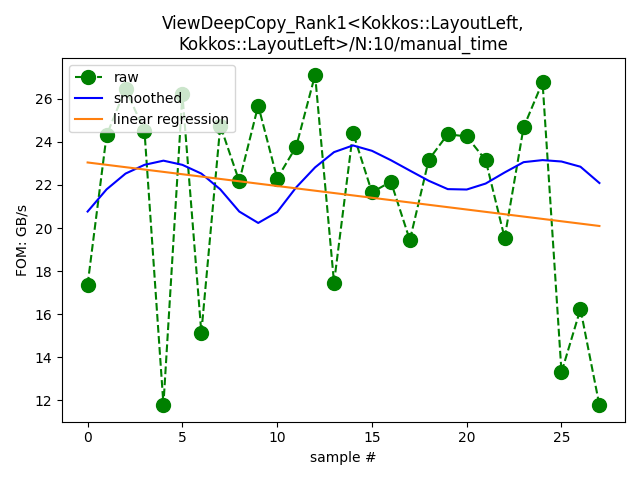 ViewDeepCopy_Rank1<Kokkos::LayoutLeft,
Kokkos::LayoutLeft>/N:10/manual_time
raw
smoothed
linear regression
FOM: GB/s
26
24
22
20
18
16
14
12
0
5
10
15
20
25
sample #